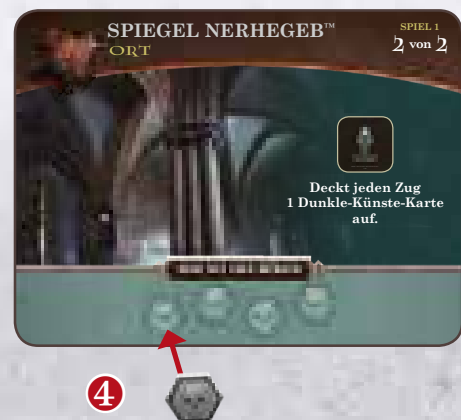 SPIEGEL NERHEGEB™
ORT
SPIEL 1
2 von 2
Deckt jeden Zug
1 Dunkle-Künste-Karte
auf.
4